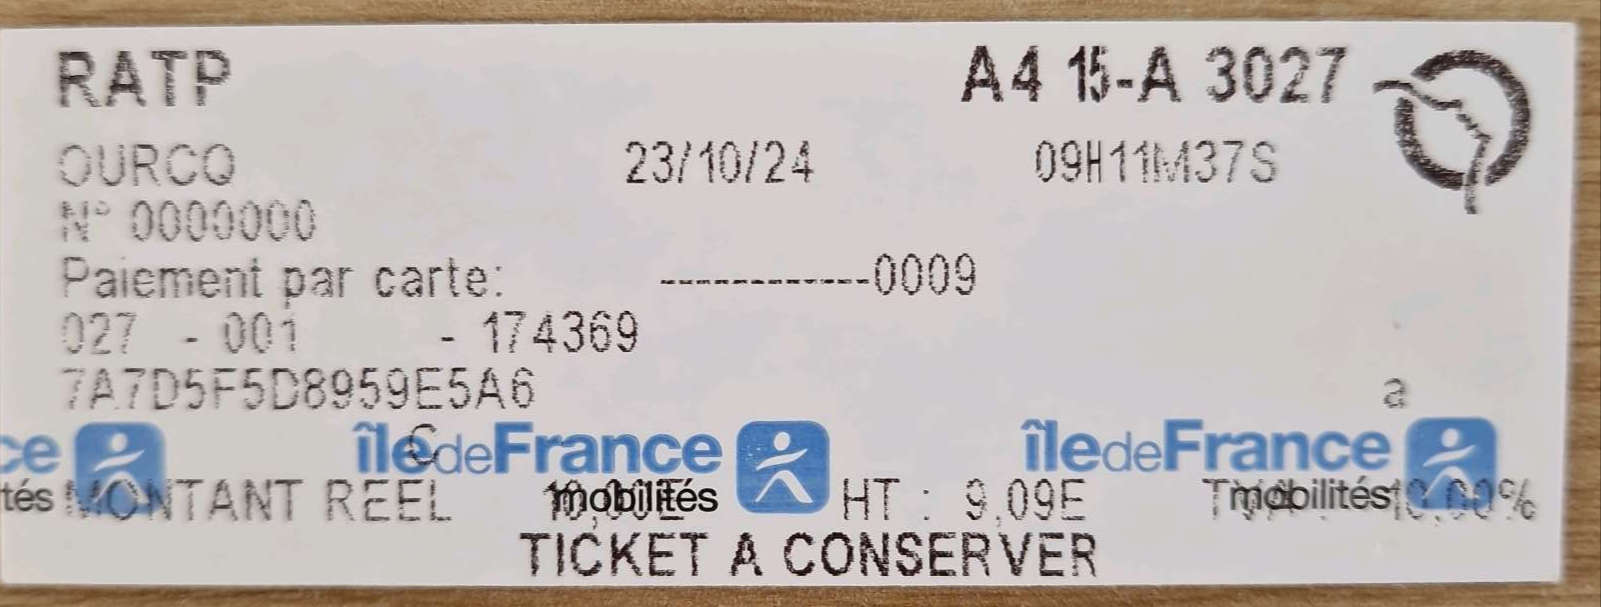 RATP A4 15-A 3027
OURCQ 23/10/24 09H11M37S
N° 0000000
Paiement par carte: ------------0009
027 - 001 - 174369
7A7D5F5D8959E5A6 a
C
ce îledeFrance îledeFrance
tés mobilités mobilités
MONTANT REEL 10,00E HT : 9,09E TVA : 10,00%
TICKET A CONSERVER